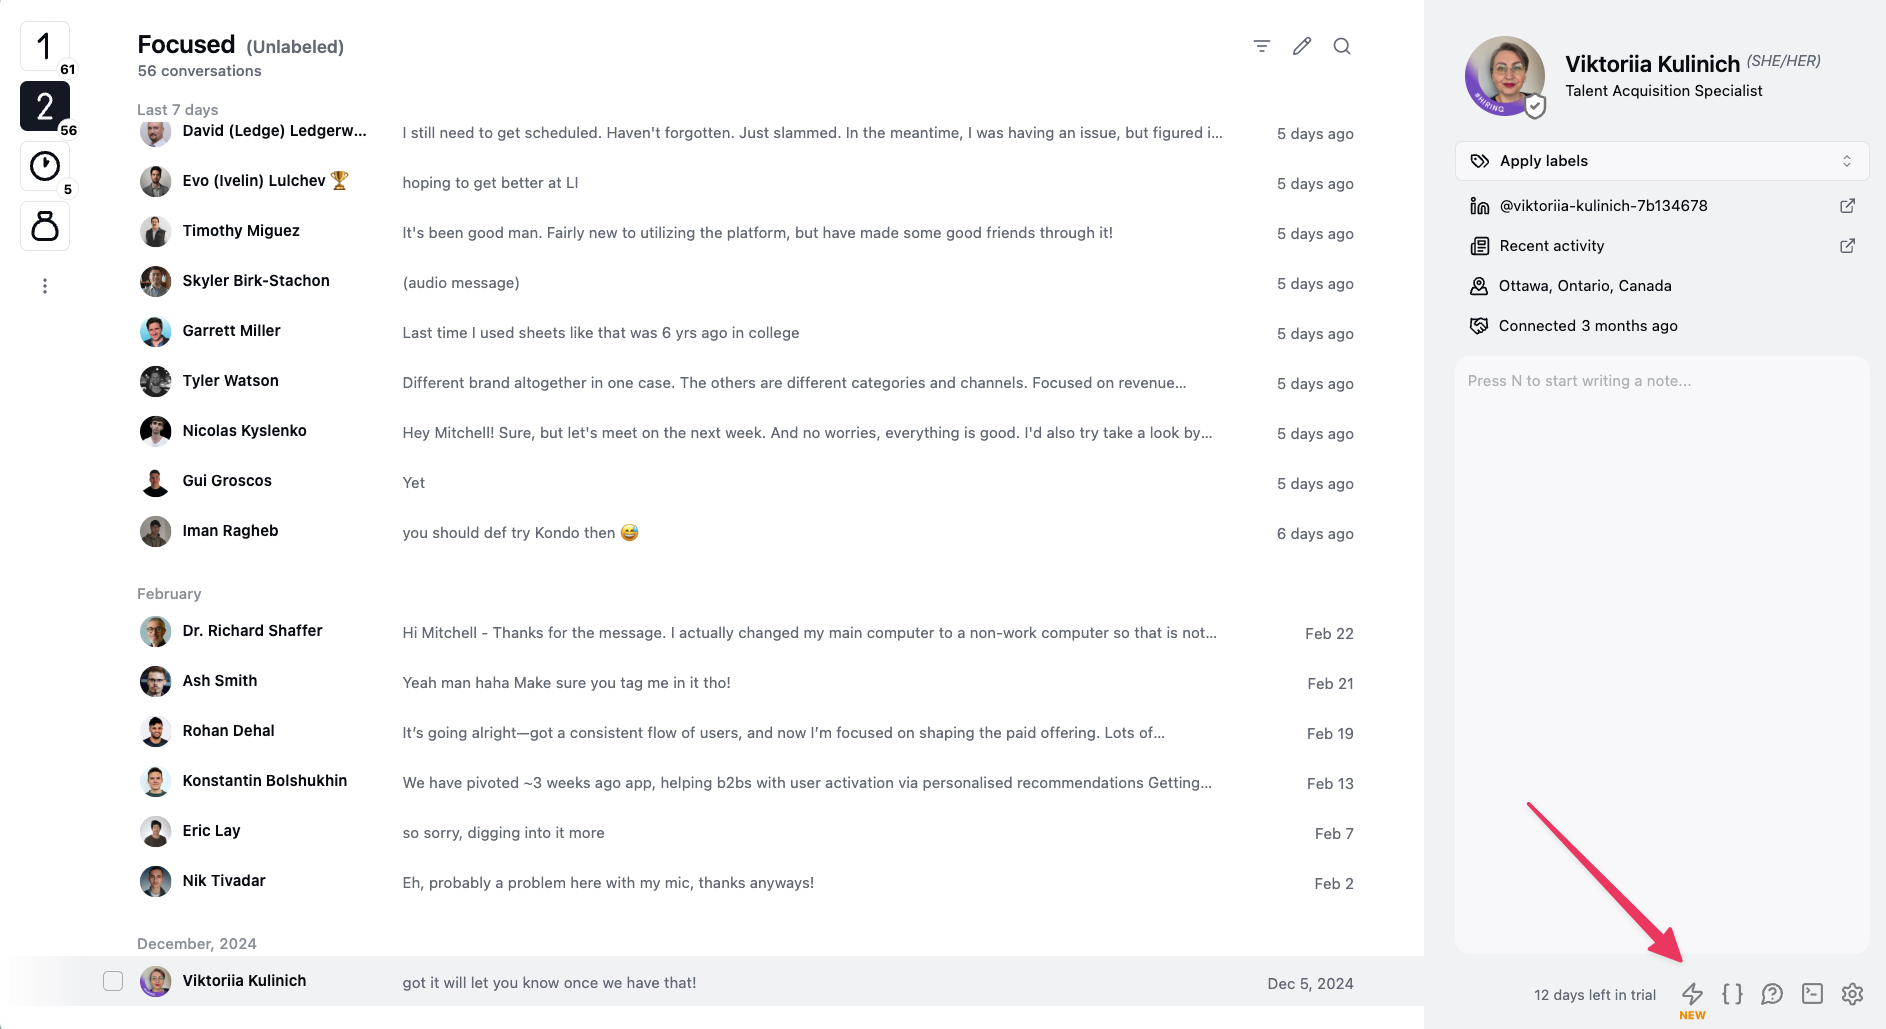 1
61
2
56
5
Focused (Unlabeled)
56 conversations
Last 7 days
David (Ledge) Ledgerw... I still need to get scheduled. Haven't forgotten. Just slammed. In the meantime, I was having an issue, but figured i... 5 days ago
Evo (Ivelin) Lulchev 🏆 hoping to get better at LI 5 days ago
Timothy Miguez It's been good man. Fairly new to utilizing the platform, but have made some good friends through it! 5 days ago
Skyler Birk-Stachon (audio message) 5 days ago
Garrett Miller Last time I used sheets like that was 6 yrs ago in college 5 days ago
Tyler Watson Different brand altogether in one case. The others are different categories and channels. Focused on revenue... 5 days ago
Nicolas Kyslenko Hey Mitchell! Sure, but let's meet on the next week. And no worries, everything is good. I'd also try take a look by... 5 days ago
Gui Groscos Yet 5 days ago
Iman Ragheb you should def try Kondo then 😅 6 days ago
February
Dr. Richard Shaffer Hi Mitchell - Thanks for the message. I actually changed my main computer to a non-work computer so that is not... Feb 22
Ash Smith Yeah man haha Make sure you tag me in it tho! Feb 21
Rohan Dehal It’s going alright—got a consistent flow of users, and now I’m focused on shaping the paid offering. Lots of... Feb 19
Konstantin Bolshukhin We have pivoted ~3 weeks ago app, helping b2bs with user activation via personalised recommendations Getting... Feb 13
Eric Lay so sorry, digging into it more Feb 7
Nik Tivadar Eh, probably a problem here with my mic, thanks anyways! Feb 2
December, 2024
Viktoriia Kulinich got it will let you know once we have that! Dec 5, 2024
#HIRING
Viktoriia Kulinich (SHE/HER)
Talent Acquisition Specialist
Apply labels
@viktoriia-kulinich-7b134678
Recent activity
Ottawa, Ontario, Canada
Connected 3 months ago
Press N to start writing a note...
12 days left in trial
NEW